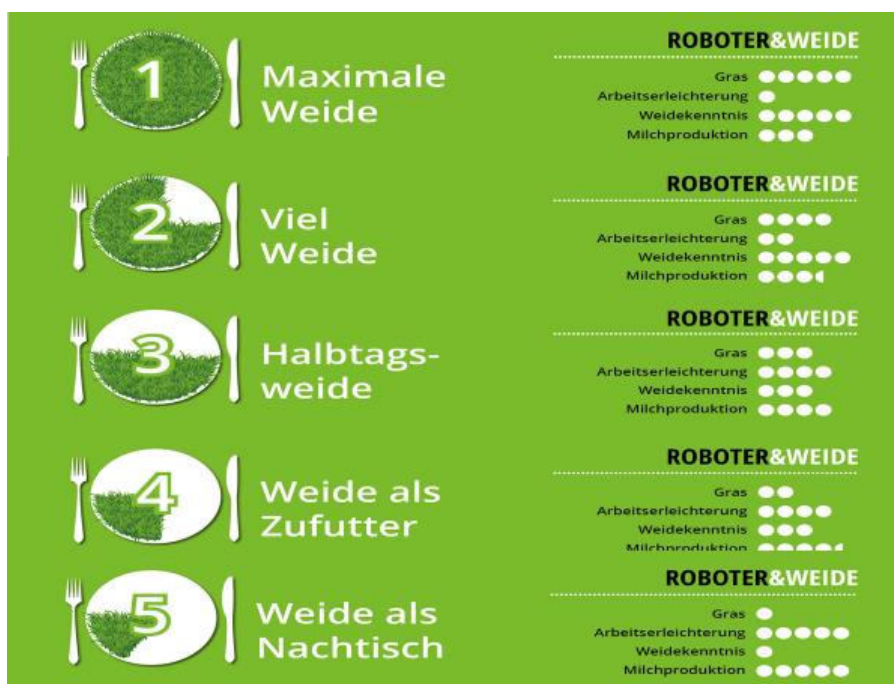 1
Maximale
Weide
ROBOTER&WEIDE
Gras
Arbeitserleichterung
Weidekenntnis
Milchproduktion
2
Viel
Weide
ROBOTER&WEIDE
Gras
Arbeitserleichterung
Weidekenntnis
Milchproduktion
3
Halbtags-
weide
ROBOTER&WEIDE
Gras
Arbeitserleichterung
Weidekenntnis
Milchproduktion
4
Weide als
Zufutter
ROBOTER&WEIDE
Gras
Arbeitserleichterung
Weidekenntnis
Milchproduktion
5
Weide als
Nachtisch
ROBOTER&WEIDE
Gras
Arbeitserleichterung
Weidekenntnis
Milchproduktion